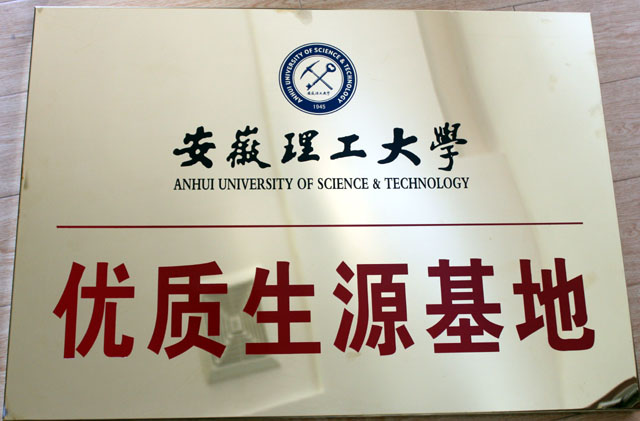 ANHUI UNIVERSITY OF SCIENCE & TECHNOLOGY
1945
安徽理工大學
ANHUI UNIVERSITY OF SCIENCE & TECHNOLOGY
优质生源基地